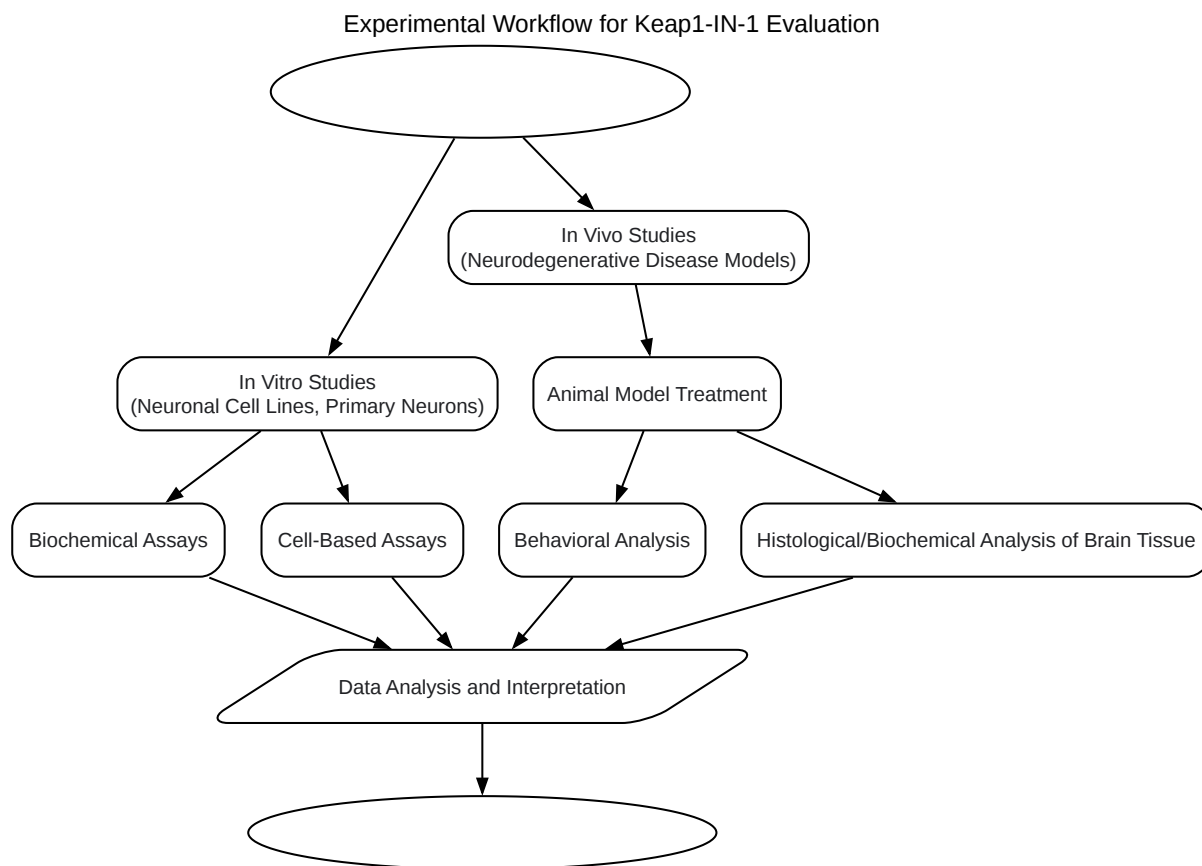 Experimental Workflow for Keap1-IN-1 Evaluation
In Vivo Studies
(Neurodegenerative Disease Models)
In Vitro Studies
(Neuronal Cell Lines, Primary Neurons)
Animal Model Treatment
Biochemical Assays
Cell-Based Assays
Behavioral Analysis
Histological/Biochemical Analysis of Brain Tissue
Data Analysis and Interpretation